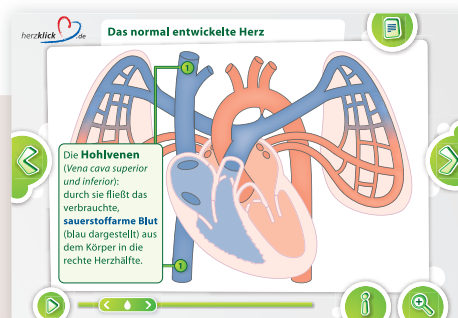 herzklick.de
Das normal entwickelte Herz
1
Die Hohlvenen
(Vena cava superior
und inferior):
durch sie fließt das
verbrauchte,
sauerstoffarme Blut
(blau dargestellt) aus
dem Körper in die
rechte Herzhälfte.
1